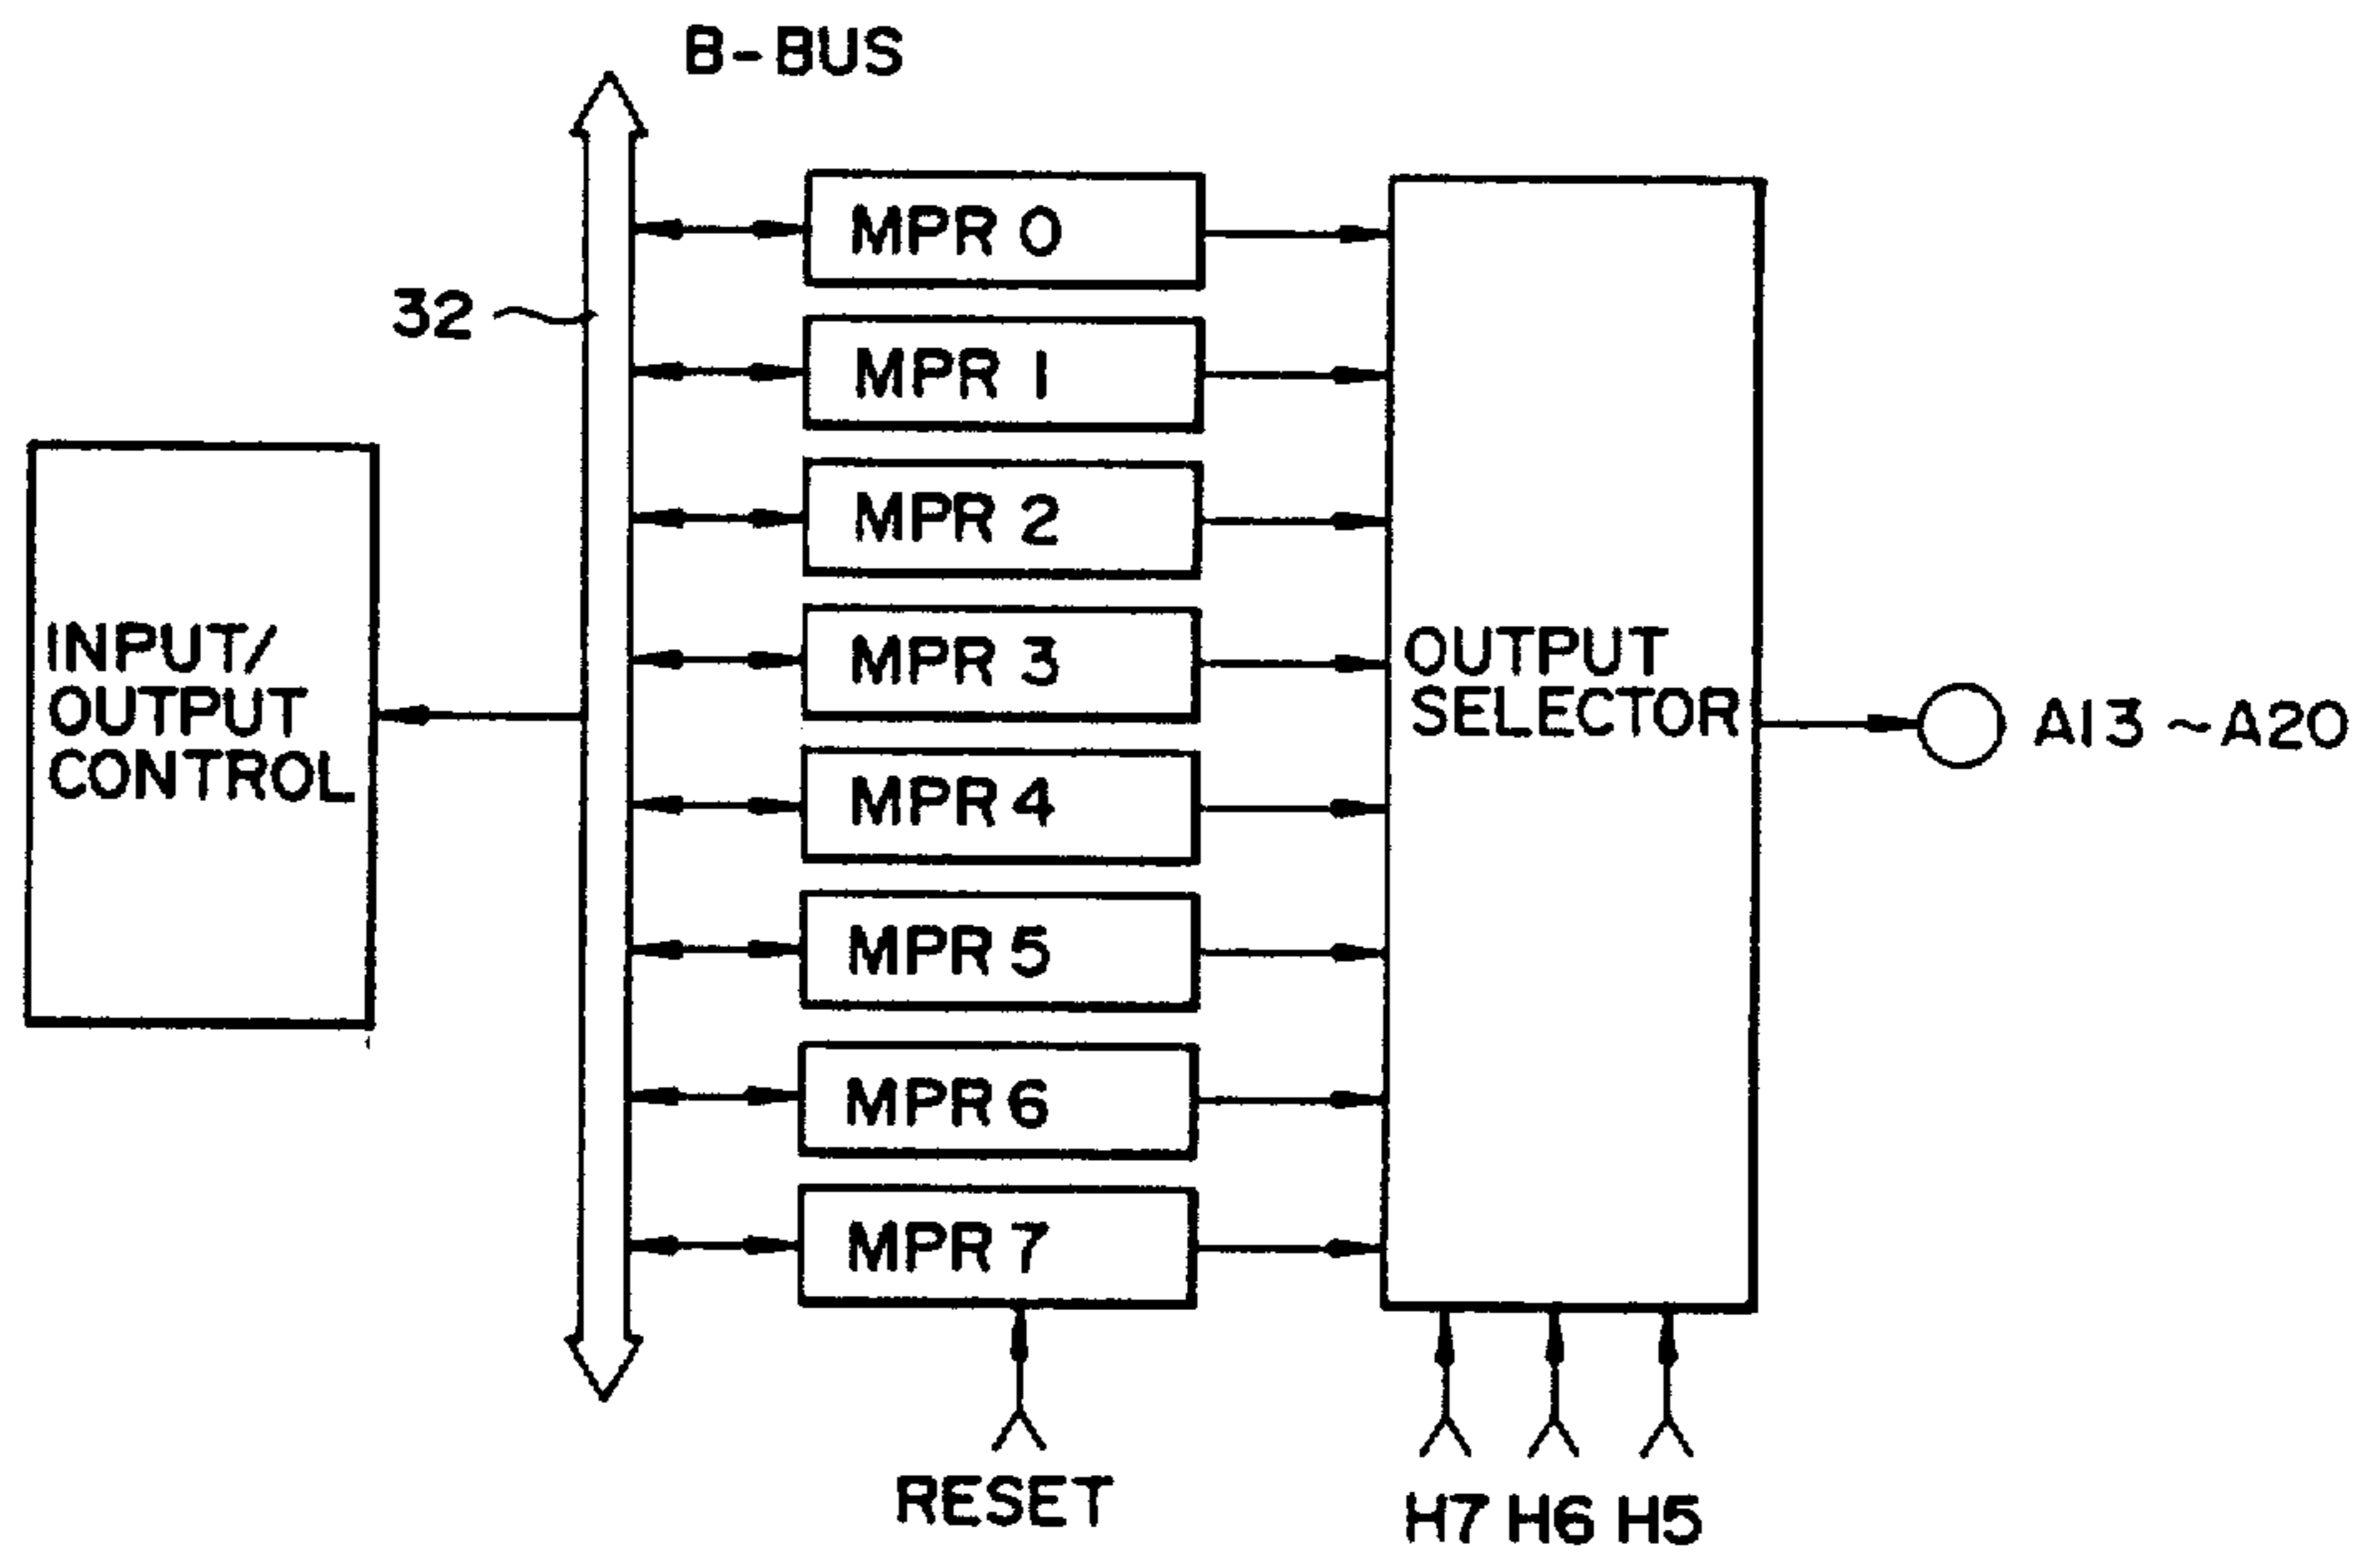 B-BUS
32
INPUT/
OUTPUT
CONTROL
MPR 0
MPR 1
MPR 2
MPR 3
MPR 4
MPR 5
MPR 6
MPR 7
OUTPUT
SELECTOR
A13 ~A20
RESET
H7 H6 H5